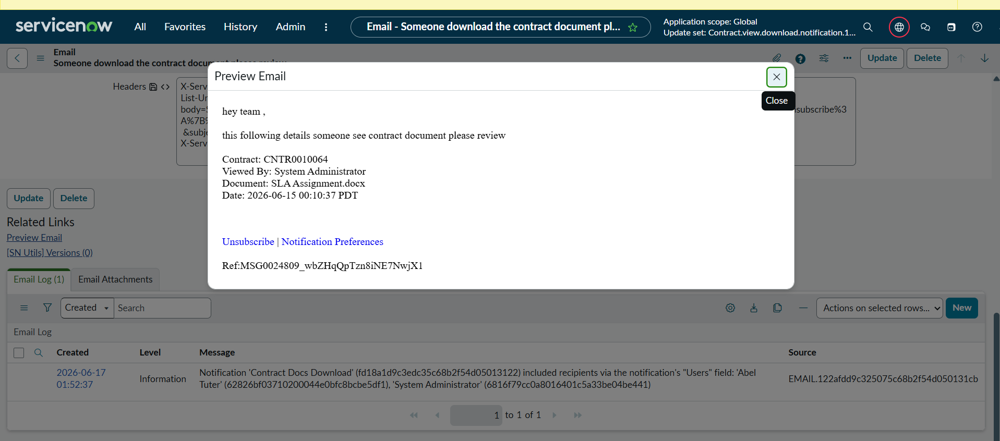 servicenow All Favorites History Admin Email - Someone download the contract document pl... Application scope: Global
Update set: Contract.view.download.notification.1...
Email
Someone download the contract document please review
Update Delete
Headers
X-Serv
List-Ur
body=
A%7B%
&subje
X-Serv
nsubscribe%3
Preview Email
Close
hey team ,
this following details someone see contract document please review
Contract: CNTR0010064
Viewed By: System Administrator
Document: SLA Assignment.docx
Date: 2026-06-15 00:10:37 PDT
Unsubscribe | Notification Preferences
Ref:MSG0024809_wbZHqQpTzn8iNE7NwjX1
Update Delete
Related Links
Preview Email
[SN Utils] Versions (0)
Email Log (1) Email Attachments
Created Search Actions on selected rows... New
Email Log
Created Level Message Source
2026-06-17
01:52:37
Information
Notification 'Contract Docs Download' (fd18a1d9c3edc35c68b2f54d05013122) included recipients via the notification's "Users" field: 'Abel
Tuter' (62826bf03710200044e0bfc8bcbe5df1), 'System Administrator' (6816f79cc0a8016401c5a33be04be441)
EMAIL.122afdd9c325075c68b2f54d050131cb
1 to 1 of 1